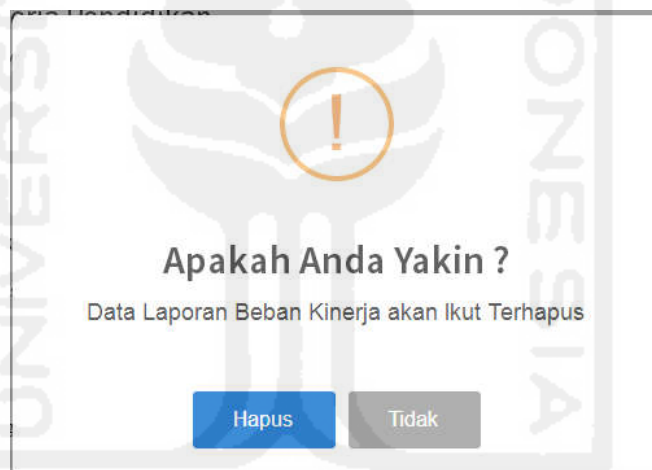 Apakah Anda Yakin ?
Data Laporan Beban Kinerja akan Ikut Terhapus
Hapus
Tidak